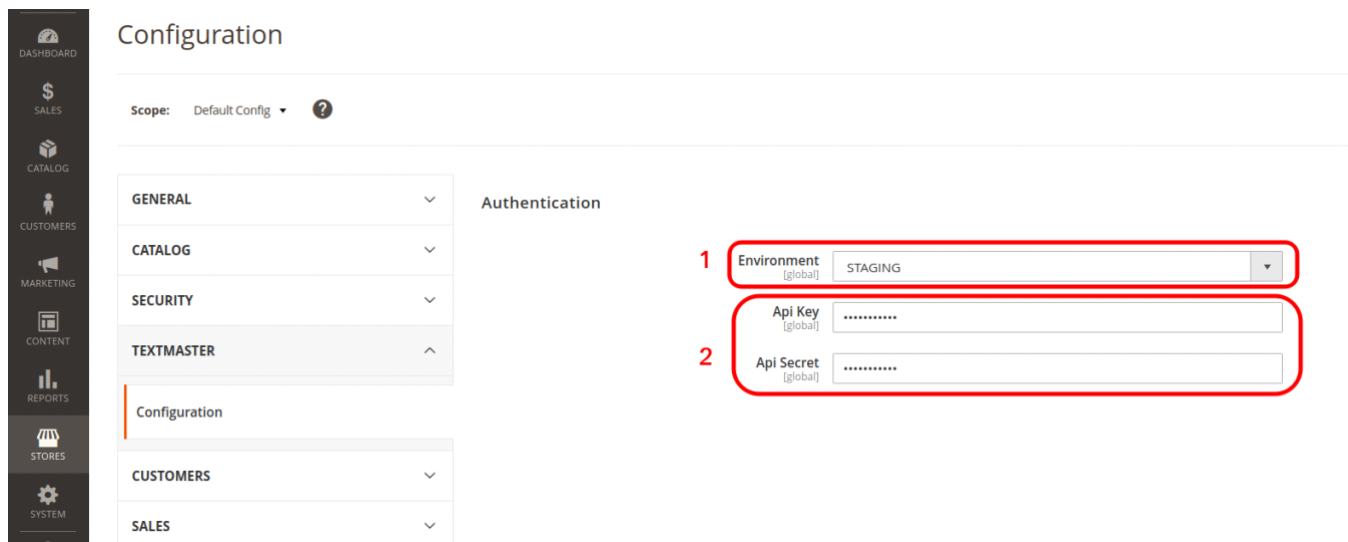 Configuration
DASHBOARD
SALES
CATALOG
CUSTOMERS
MARKETING
CONTENT
REPORTS
STORES
SYSTEM
Scope: Default Config ?
GENERAL
CATALOG
SECURITY
TEXTMASTER
Configuration
CUSTOMERS
SALES
Authentication
1
Environment
[global]
STAGING
2
Api Key
[global]
•••••••••••
Api Secret
[global]
•••••••••••